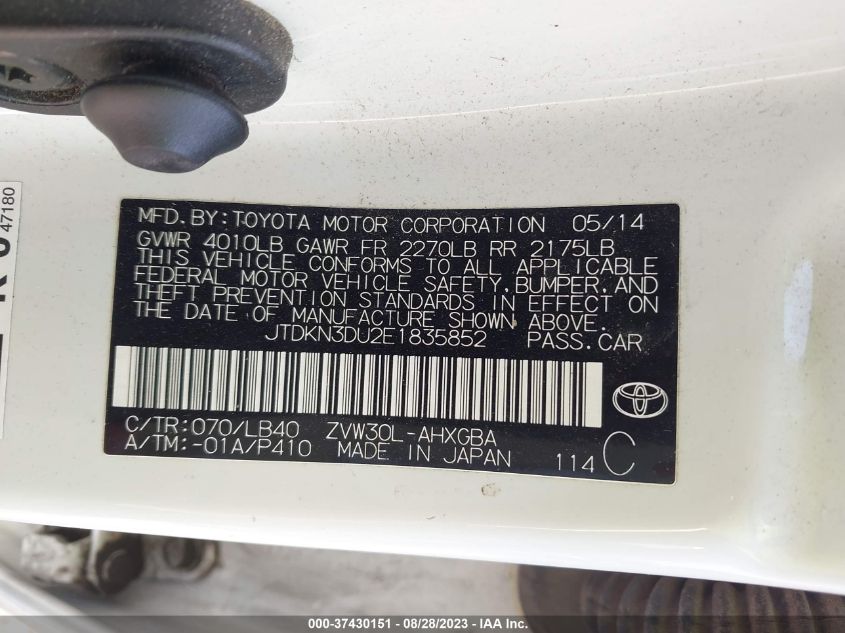 47180
MFD. BY: TOYOTA MOTOR CORPORATION 05/14
GVWR 4010LB GAWR FR 2270LB RR 2175LB
THIS VEHICLE CONFORMS TO ALL APPLICABLE
FEDERAL MOTOR VEHICLE SAFETY, BUMPER, AND
THEFT PREVENTION STANDARDS IN EFFECT ON
THE DATE OF MANUFACTURE SHOWN ABOVE.
JTDKN3DU2E1835852 PASS. CAR
C/TR: 070/LB40 ZVW30L-AHXGBA
A/TM: -01A/P410 MADE IN JAPAN 114 C
000-37430151 - 08/28/2023 - IAA Inc.